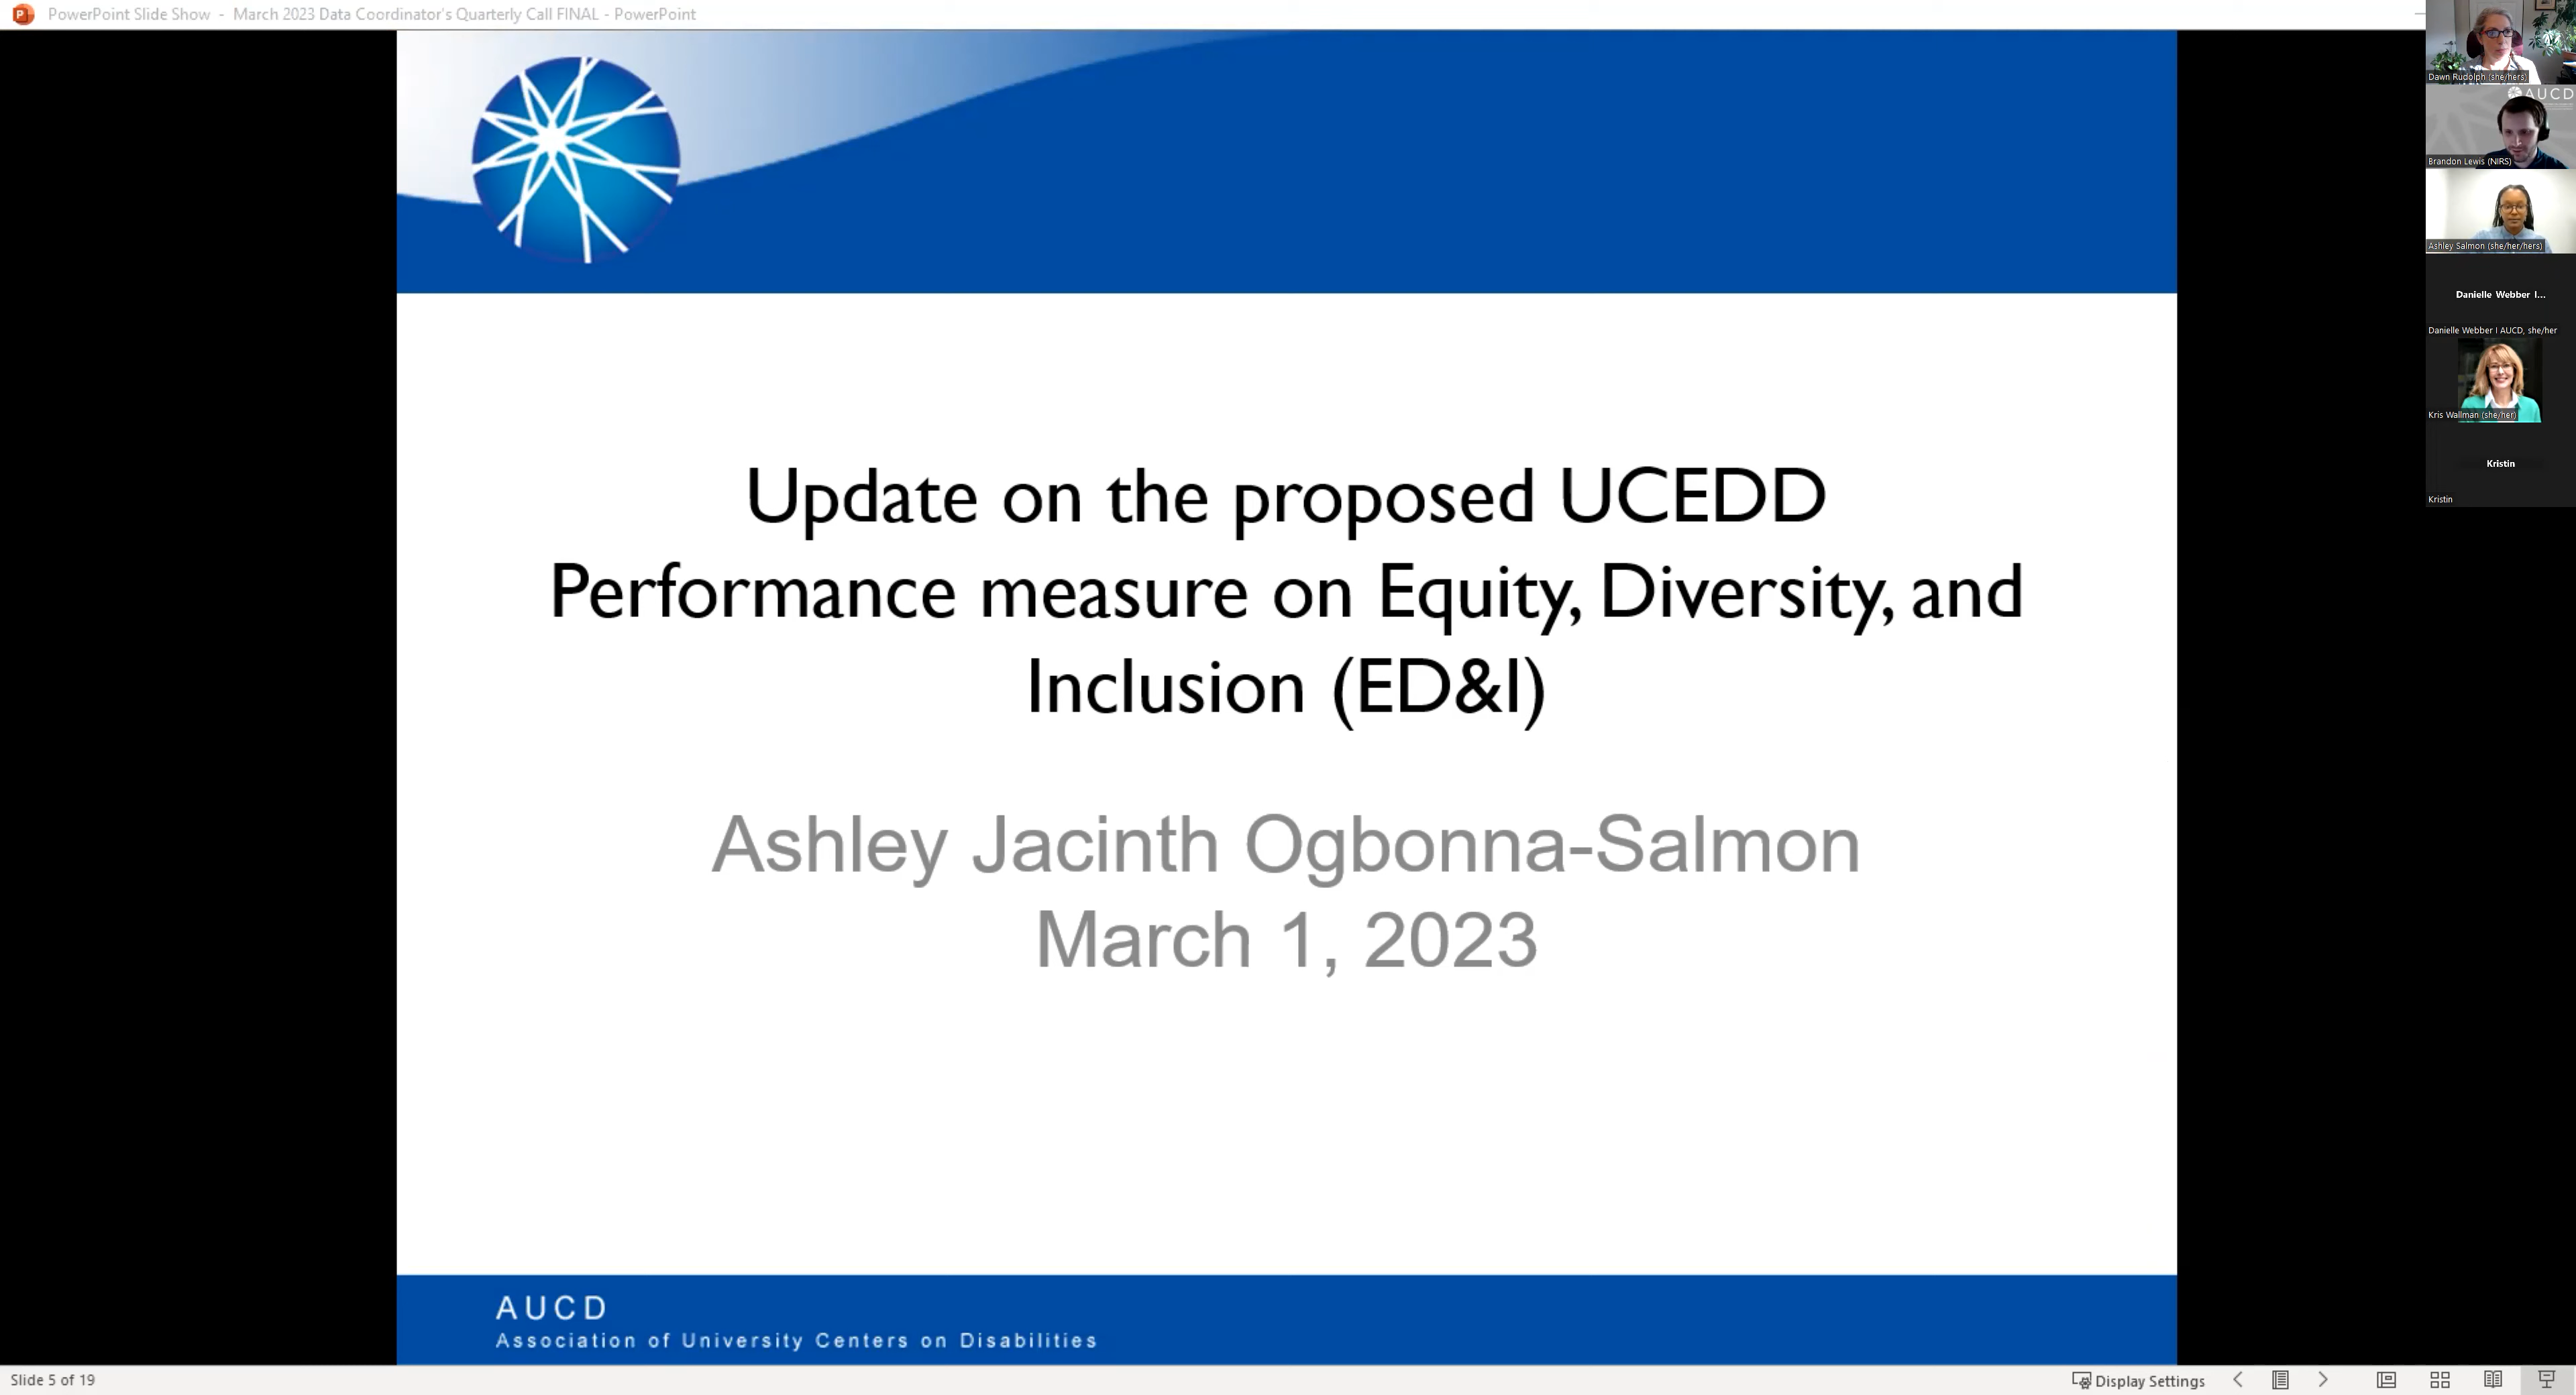 PowerPoint Slide Show - March 2023 Data Coordinator's Quarterly Call FINAL - PowerPoint
Update on the proposed UCEDD
Performance measure on Equity, Diversity, and
Inclusion (ED&I)
Ashley Jacinth Ogbonna-Salmon
March 1, 2023
AUCD
Association of University Centers on Disabilities
Dawn Rudolph (she/hers)
AUCD
Brandon Lewis (NIRS)
Ashley Salmon (she/her/hers)
Danielle Webber I...
Danielle Webber I AUCD, she/her
Kris Wallman (she/her)
Kristin
Kristin
Slide 5 of 19
Display Settings